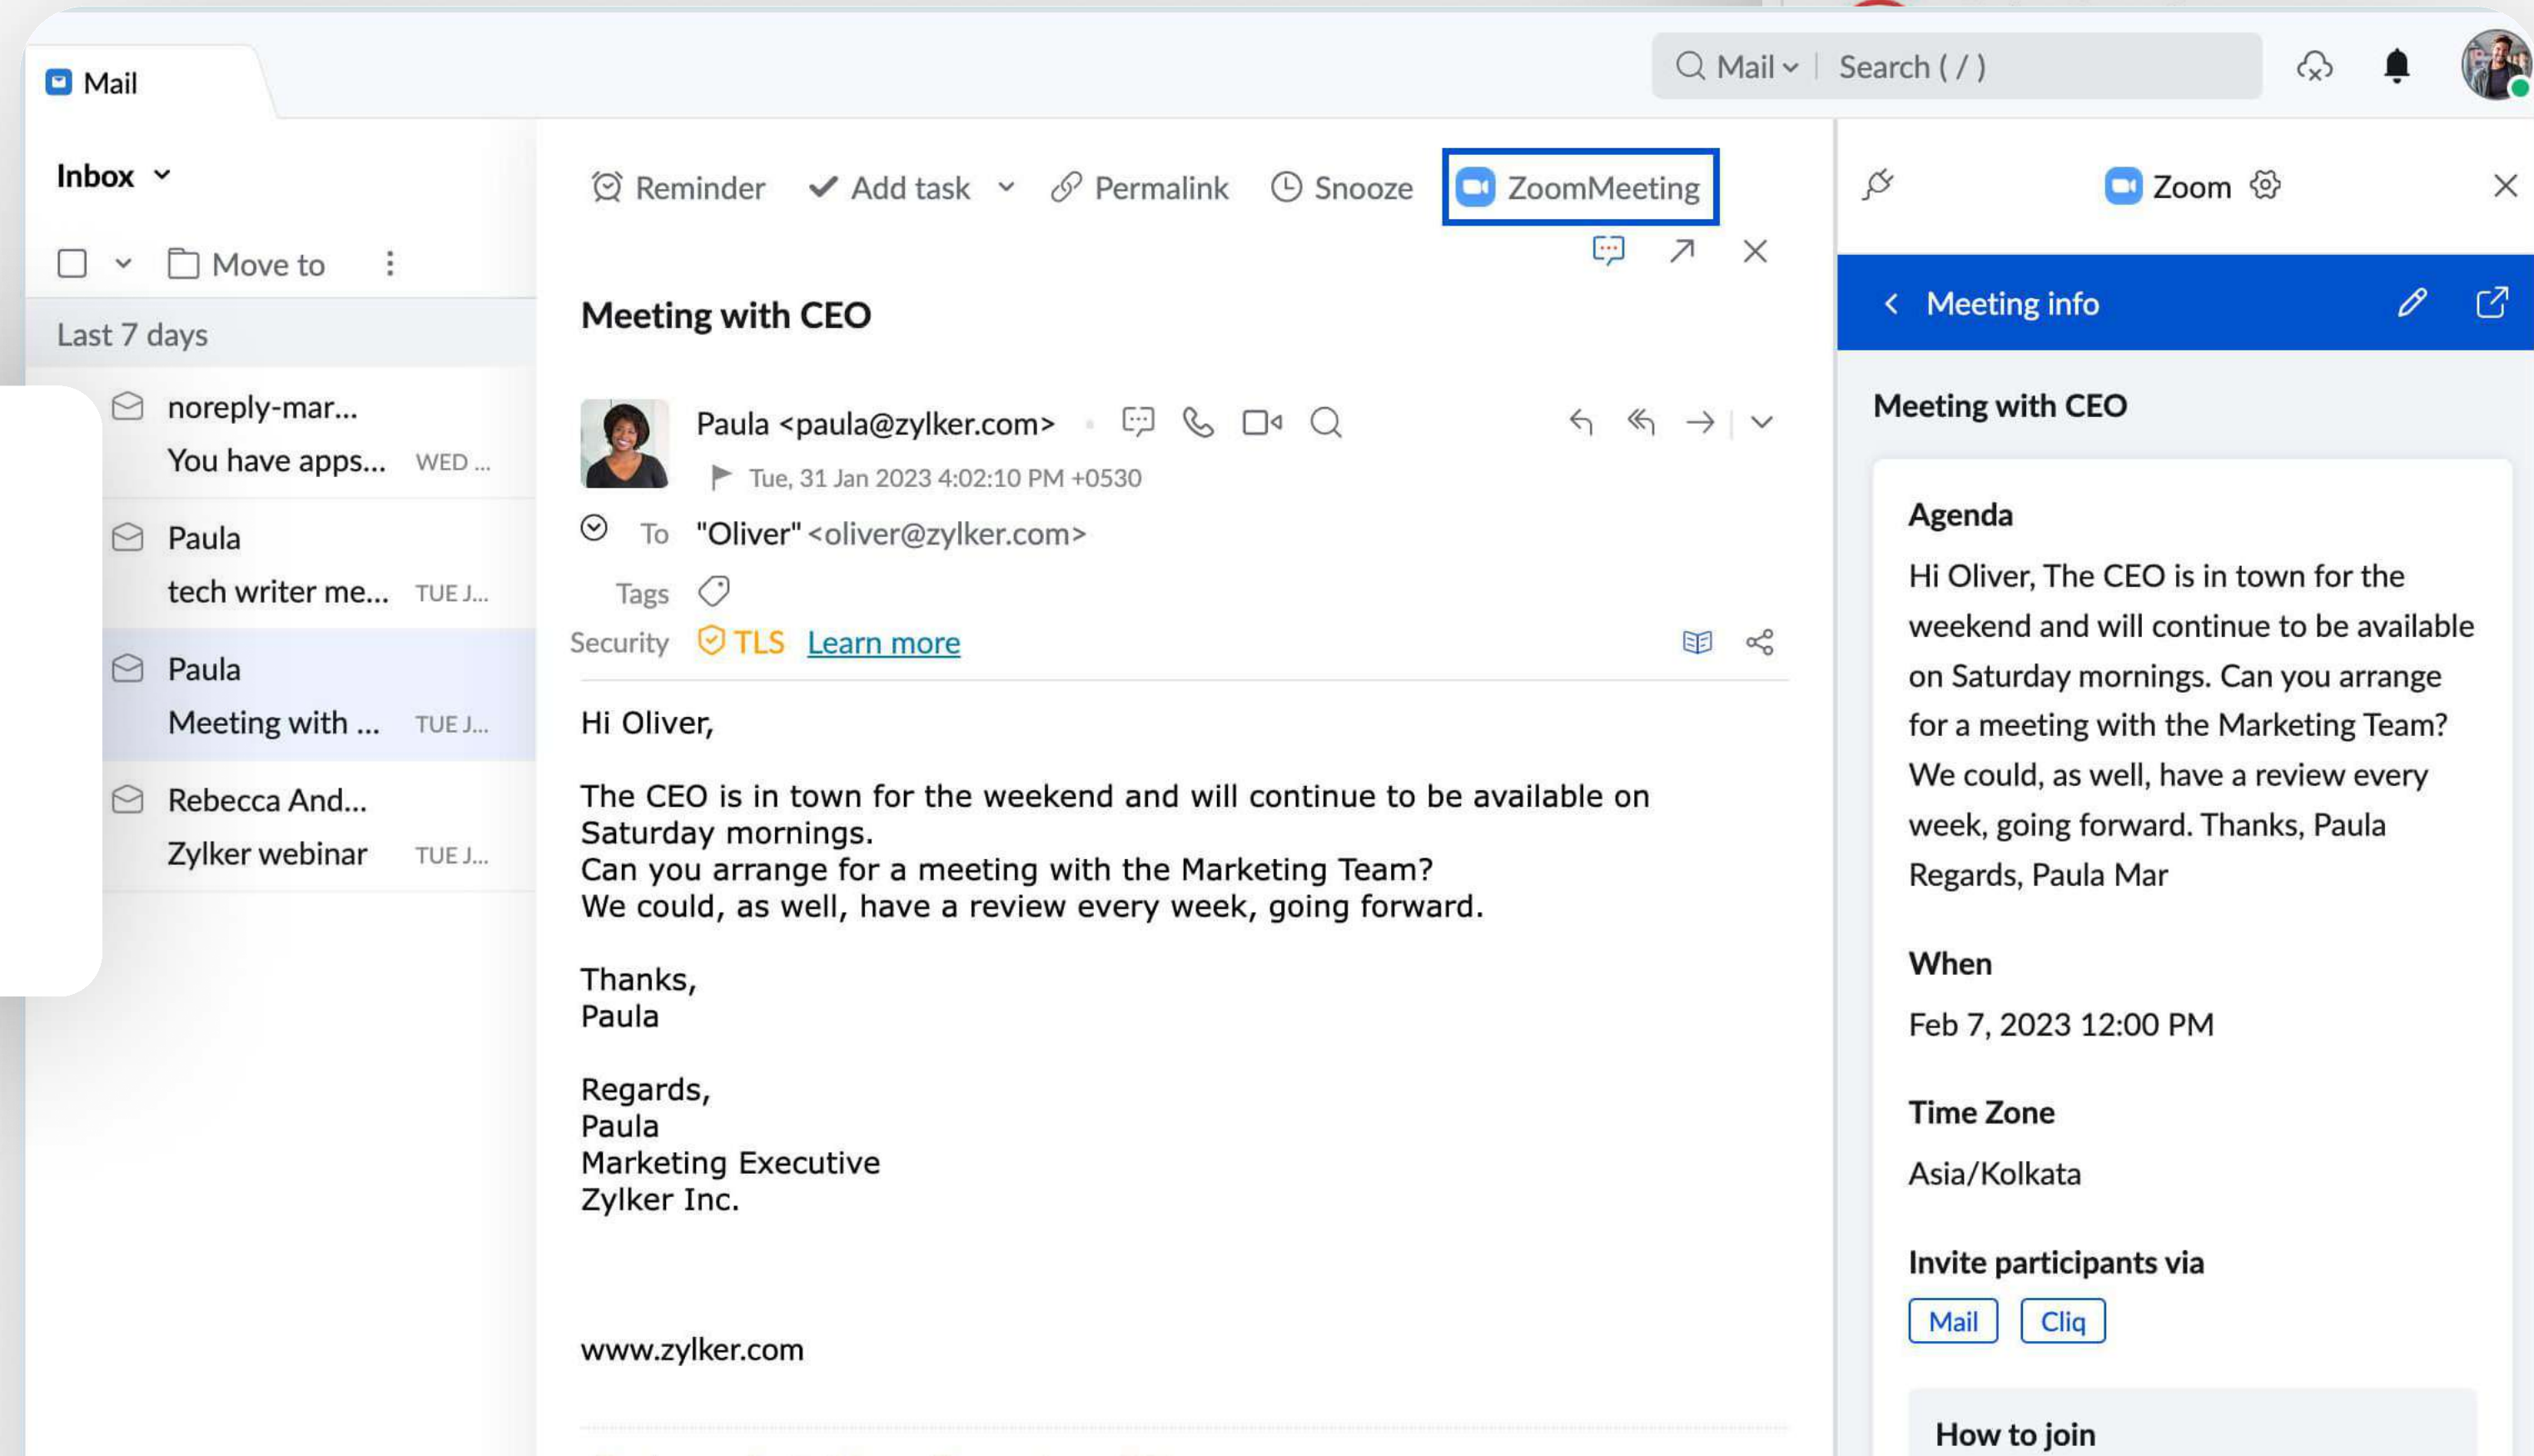 Mail
Mail
Search ( / )
Inbox
Move to
Last 7 days
noreply-mar...
You have apps... WED ...
Paula
tech writer me... TUE J...
Paula
Meeting with ... TUE J...
Rebecca And...
Zylker webinar TUE J...
Reminder Add task Permalink Snooze ZoomMeeting
Meeting with CEO
Paula <paula@zylker.com>
Tue, 31 Jan 2023 4:02:10 PM +0530
To "Oliver" <oliver@zylker.com>
Tags
Security TLS Learn more
Hi Oliver,
The CEO is in town for the weekend and will continue to be available on
Saturday mornings.
Can you arrange for a meeting with the Marketing Team?
We could, as well, have a review every week, going forward.
Thanks,
Paula
Regards,
Paula
Marketing Executive
Zylker Inc.
www.zylker.com
Zoom
Meeting info
Meeting with CEO
Agenda
Hi Oliver, The CEO is in town for the
weekend and will continue to be available
on Saturday mornings. Can you arrange
for a meeting with the Marketing Team?
We could, as well, have a review every
week, going forward. Thanks, Paula
Regards, Paula Mar
When
Feb 7, 2023 12:00 PM
Time Zone
Asia/Kolkata
Invite participants via
Mail Cliq
How to join